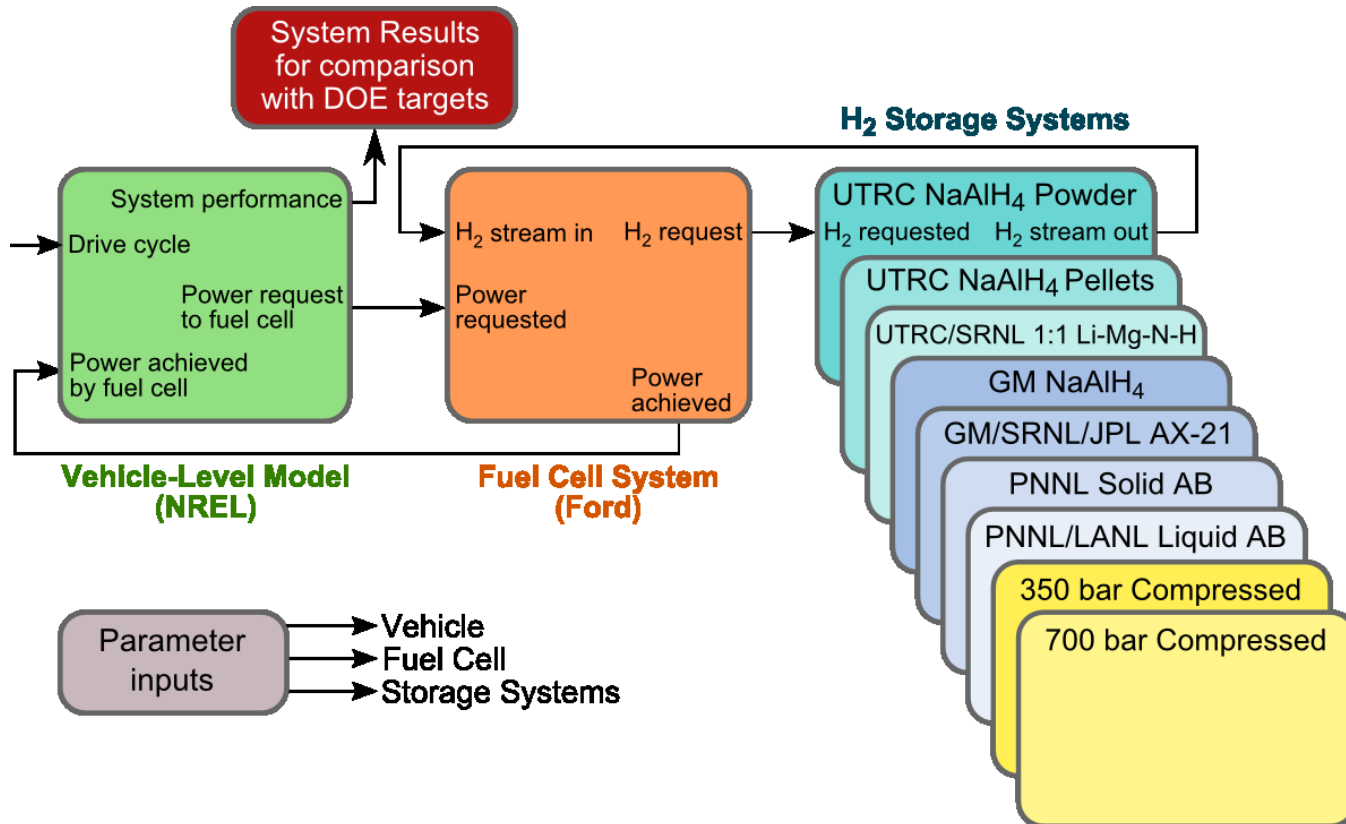 System Results
for comparison
with DOE targets
H₂ Storage Systems
System performance
Drive cycle
Power request
to fuel cell
Power achieved
by fuel cell
Vehicle-Level Model
(NREL)
H₂ stream in
H₂ request
Power
requested
Power
achieved
Fuel Cell System
(Ford)
UTRC NaAlH₄ Powder
H₂ requested
H₂ stream out
UTRC NaAlH₄ Pellets
UTRC/SRNL 1:1 Li-Mg-N-H
GM NaAlH₄
GM/SRNL/JPL AX-21
PNNL Solid AB
PNNL/LANL Liquid AB
350 bar Compressed
700 bar Compressed
Parameter
inputs
Vehicle
Fuel Cell
Storage Systems